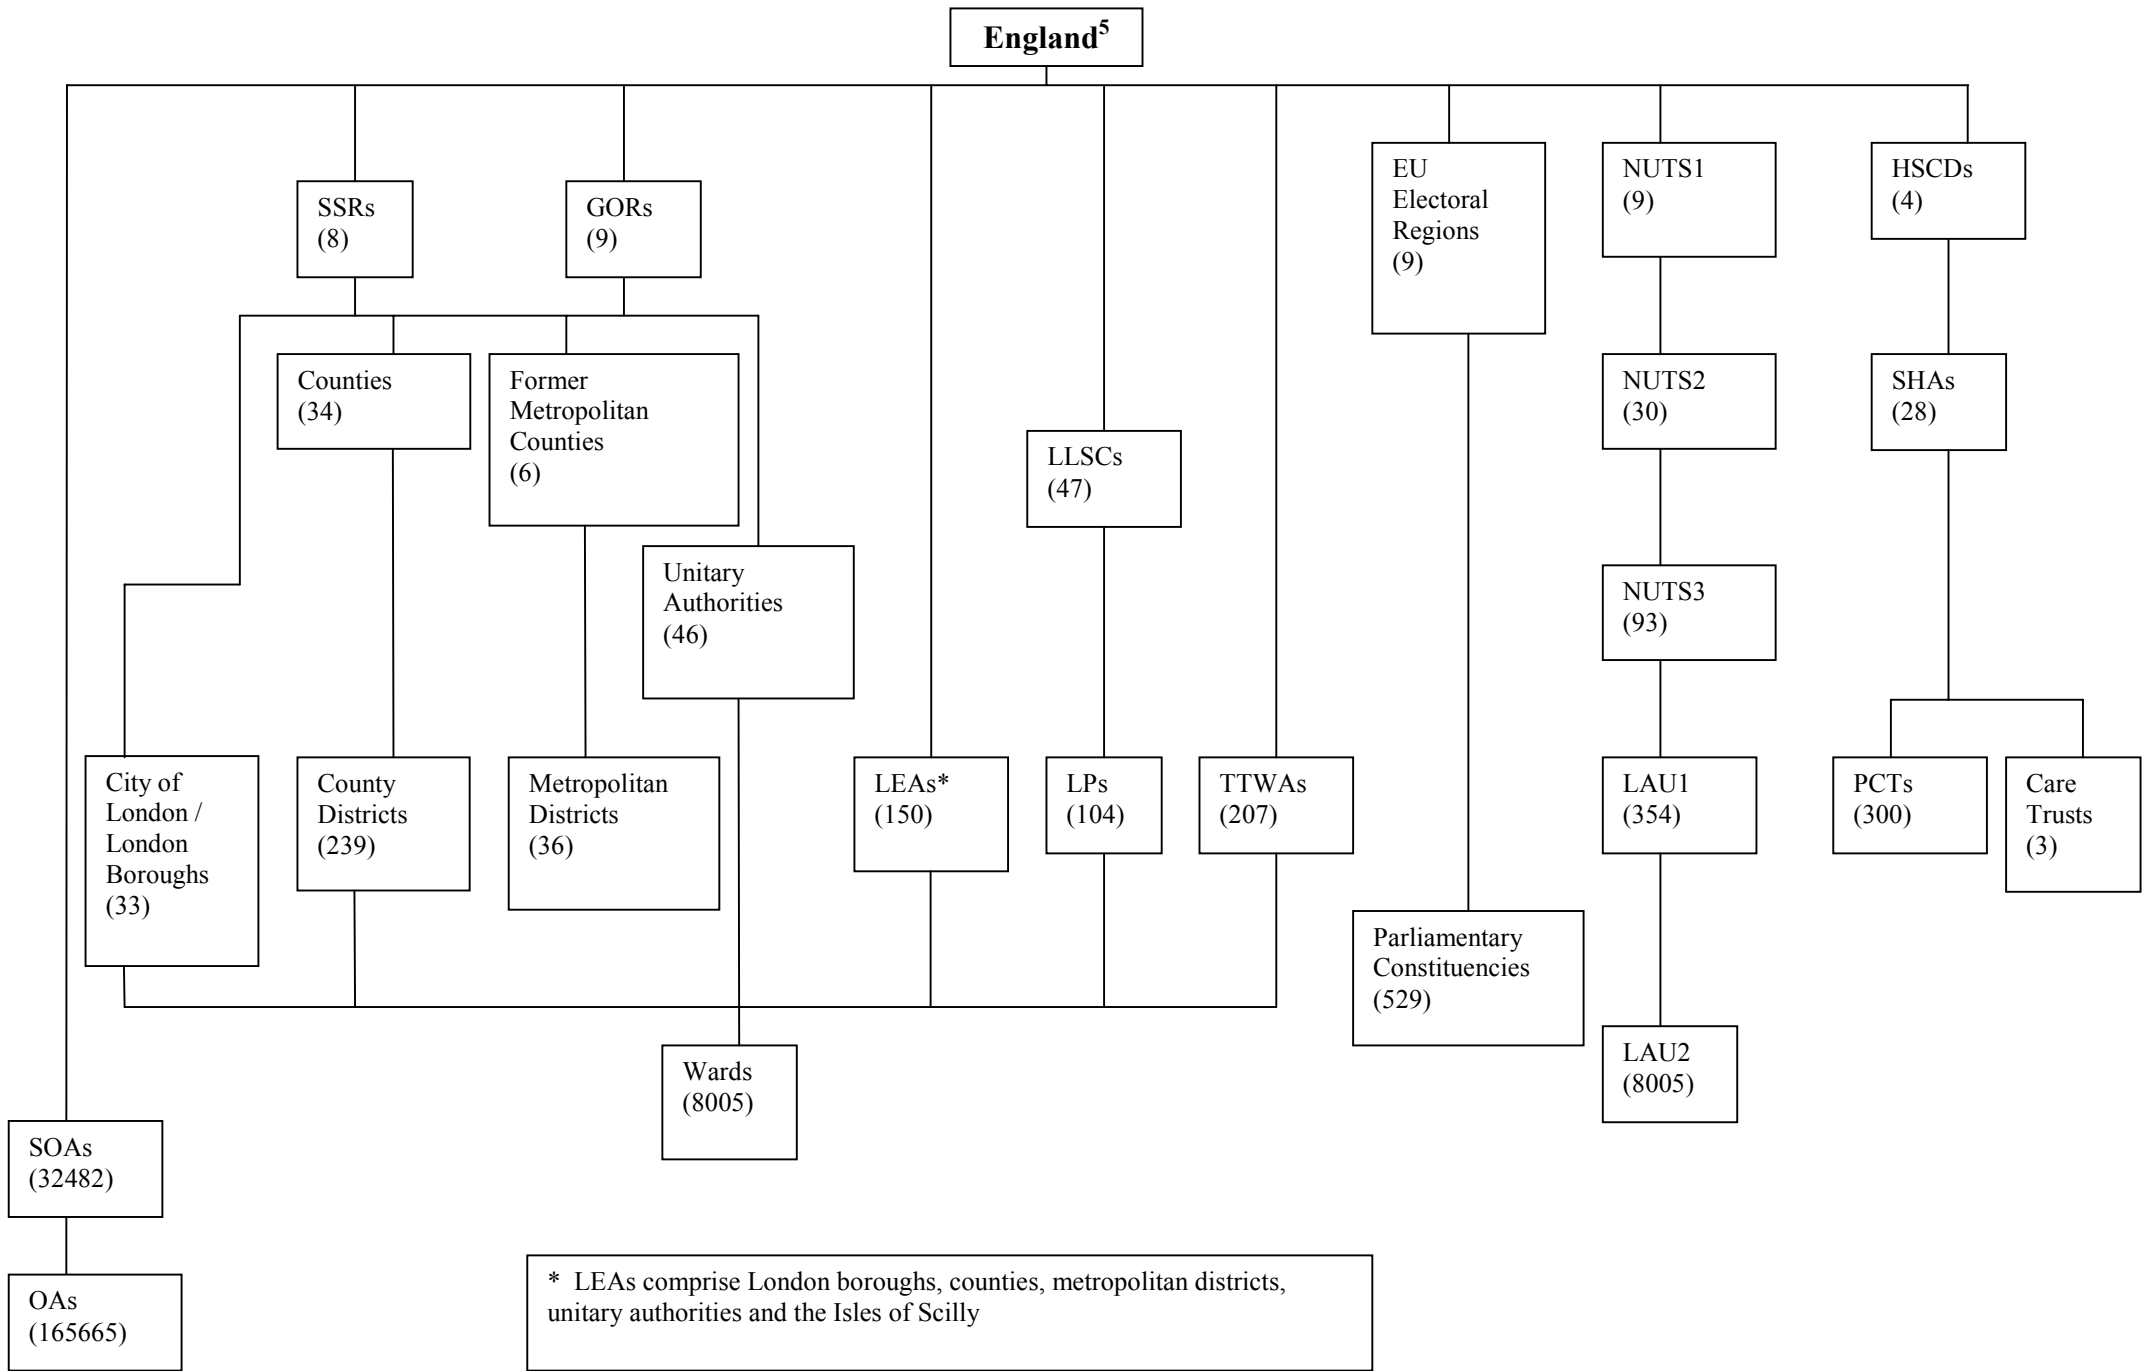 England⁵
SSRs
(8)
GORs
(9)
EU
Electoral
Regions
(9)
NUTS1
(9)
HSCDs
(4)
Counties
(34)
Former
Metropolitan
Counties
(6)
LLSCs
(47)
NUTS2
(30)
SHAs
(28)
Unitary
Authorities
(46)
NUTS3
(93)
City of
London /
London
Boroughs
(33)
County
Districts
(239)
Metropolitan
Districts
(36)
LEAs*
(150)
LPs
(104)
TTWAs
(207)
LAU1
(354)
PCTs
(300)
Care
Trusts
(3)
Parliamentary
Constituencies
(529)
Wards
(8005)
LAU2
(8005)
SOAs
(32482)
OAs
(165665)
* LEAs comprise London boroughs, counties, metropolitan districts,
unitary authorities and the Isles of Scilly